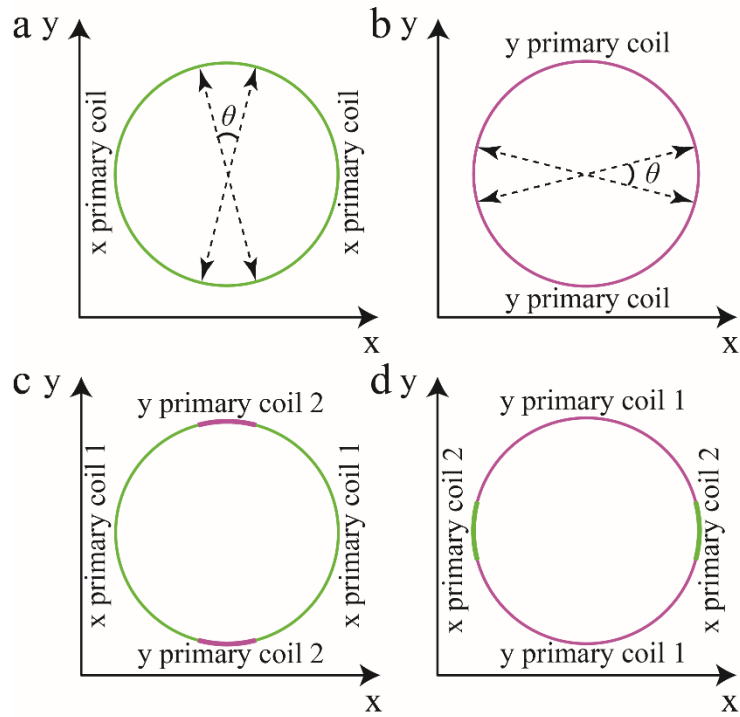 a
y
x primary coil
θ
x primary coil
x
b
y
y primary coil
θ
y primary coil
x
c
y
y primary coil 2
x primary coil 1
x primary coil 1
y primary coil 2
x
d
y
y primary coil 1
x primary coil 2
x primary coil 2
y primary coil 1
x